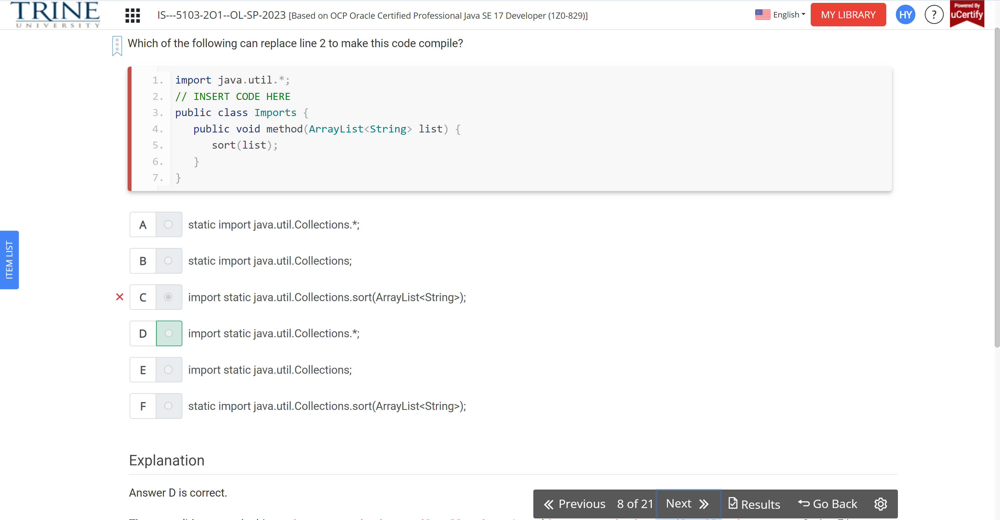 TRINE
UNIVERSITY
IS---5103-2O1--OL-SP-2023 [Based on OCP Oracle Certified Professional Java SE 17 Developer (1Z0-829)]
English
MY LIBRARY
HY
?
Powered By
uCertify
Which of the following can replace line 2 to make this code compile?
1. import java.util.*;
2. // INSERT CODE HERE
3. public class Imports {
4.    public void method(ArrayList<String> list) {
5.       sort(list);
6.    }
7. }
A static import java.util.Collections.*;
B static import java.util.Collections;
C import static java.util.Collections.sort(ArrayList<String>);
D import static java.util.Collections.*;
E import static java.util.Collections;
F static import java.util.Collections.sort(ArrayList<String>);
ITEM LIST
Explanation
Answer D is correct.
Previous 8 of 21 Next Results Go Back